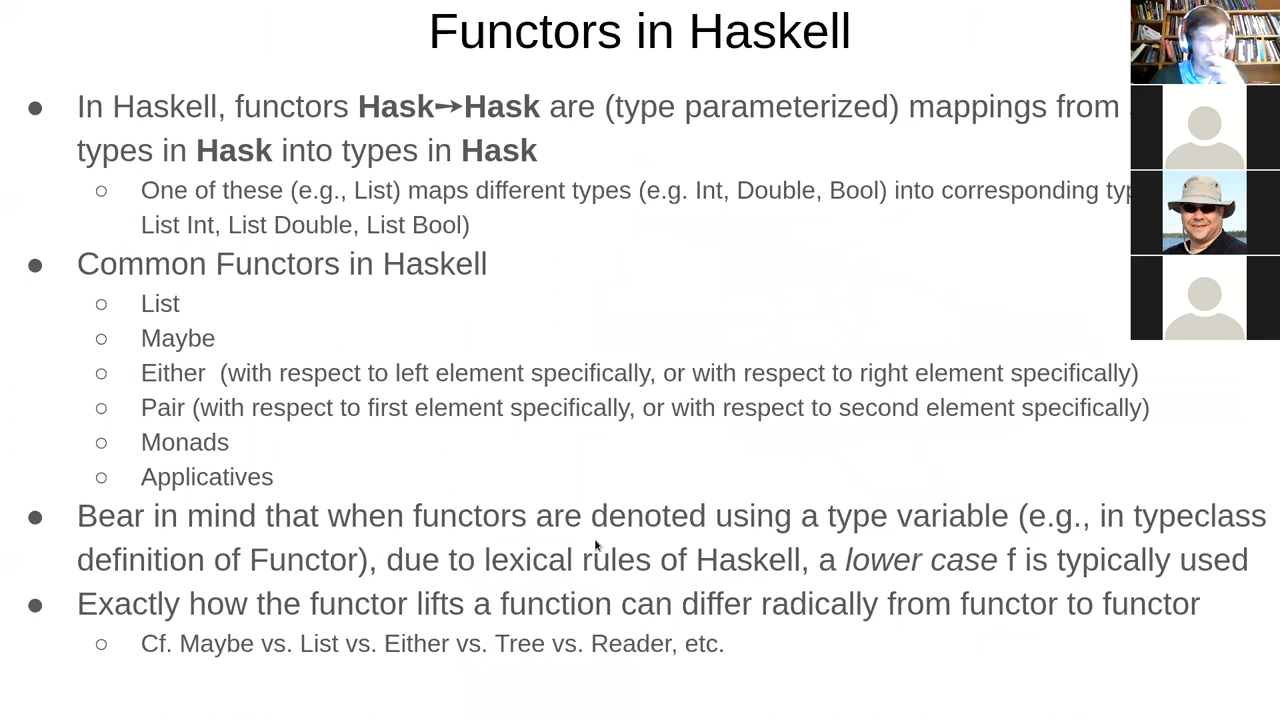 Functors in Haskell
● In Haskell, functors Hask→Hask are (type parameterized) mappings from
types in Hask into types in Hask
○ One of these (e.g., List) maps different types (e.g. Int, Double, Bool) into corresponding
List Int, List Double, List Bool)
● Common Functors in Haskell
○ List
○ Maybe
○ Either (with respect to left element specifically, or with respect to right element specifically)
○ Pair (with respect to first element specifically, or with respect to second element specifically)
○ Monads
○ Applicatives
● Bear in mind that when functors are denoted using a type variable (e.g., in typeclass
definition of Functor), due to lexical rules of Haskell, a lower case f is typically used
● Exactly how the functor lifts a function can differ radically from functor to functor
○ Cf. Maybe vs. List vs. Either vs. Tree vs. Reader, etc.